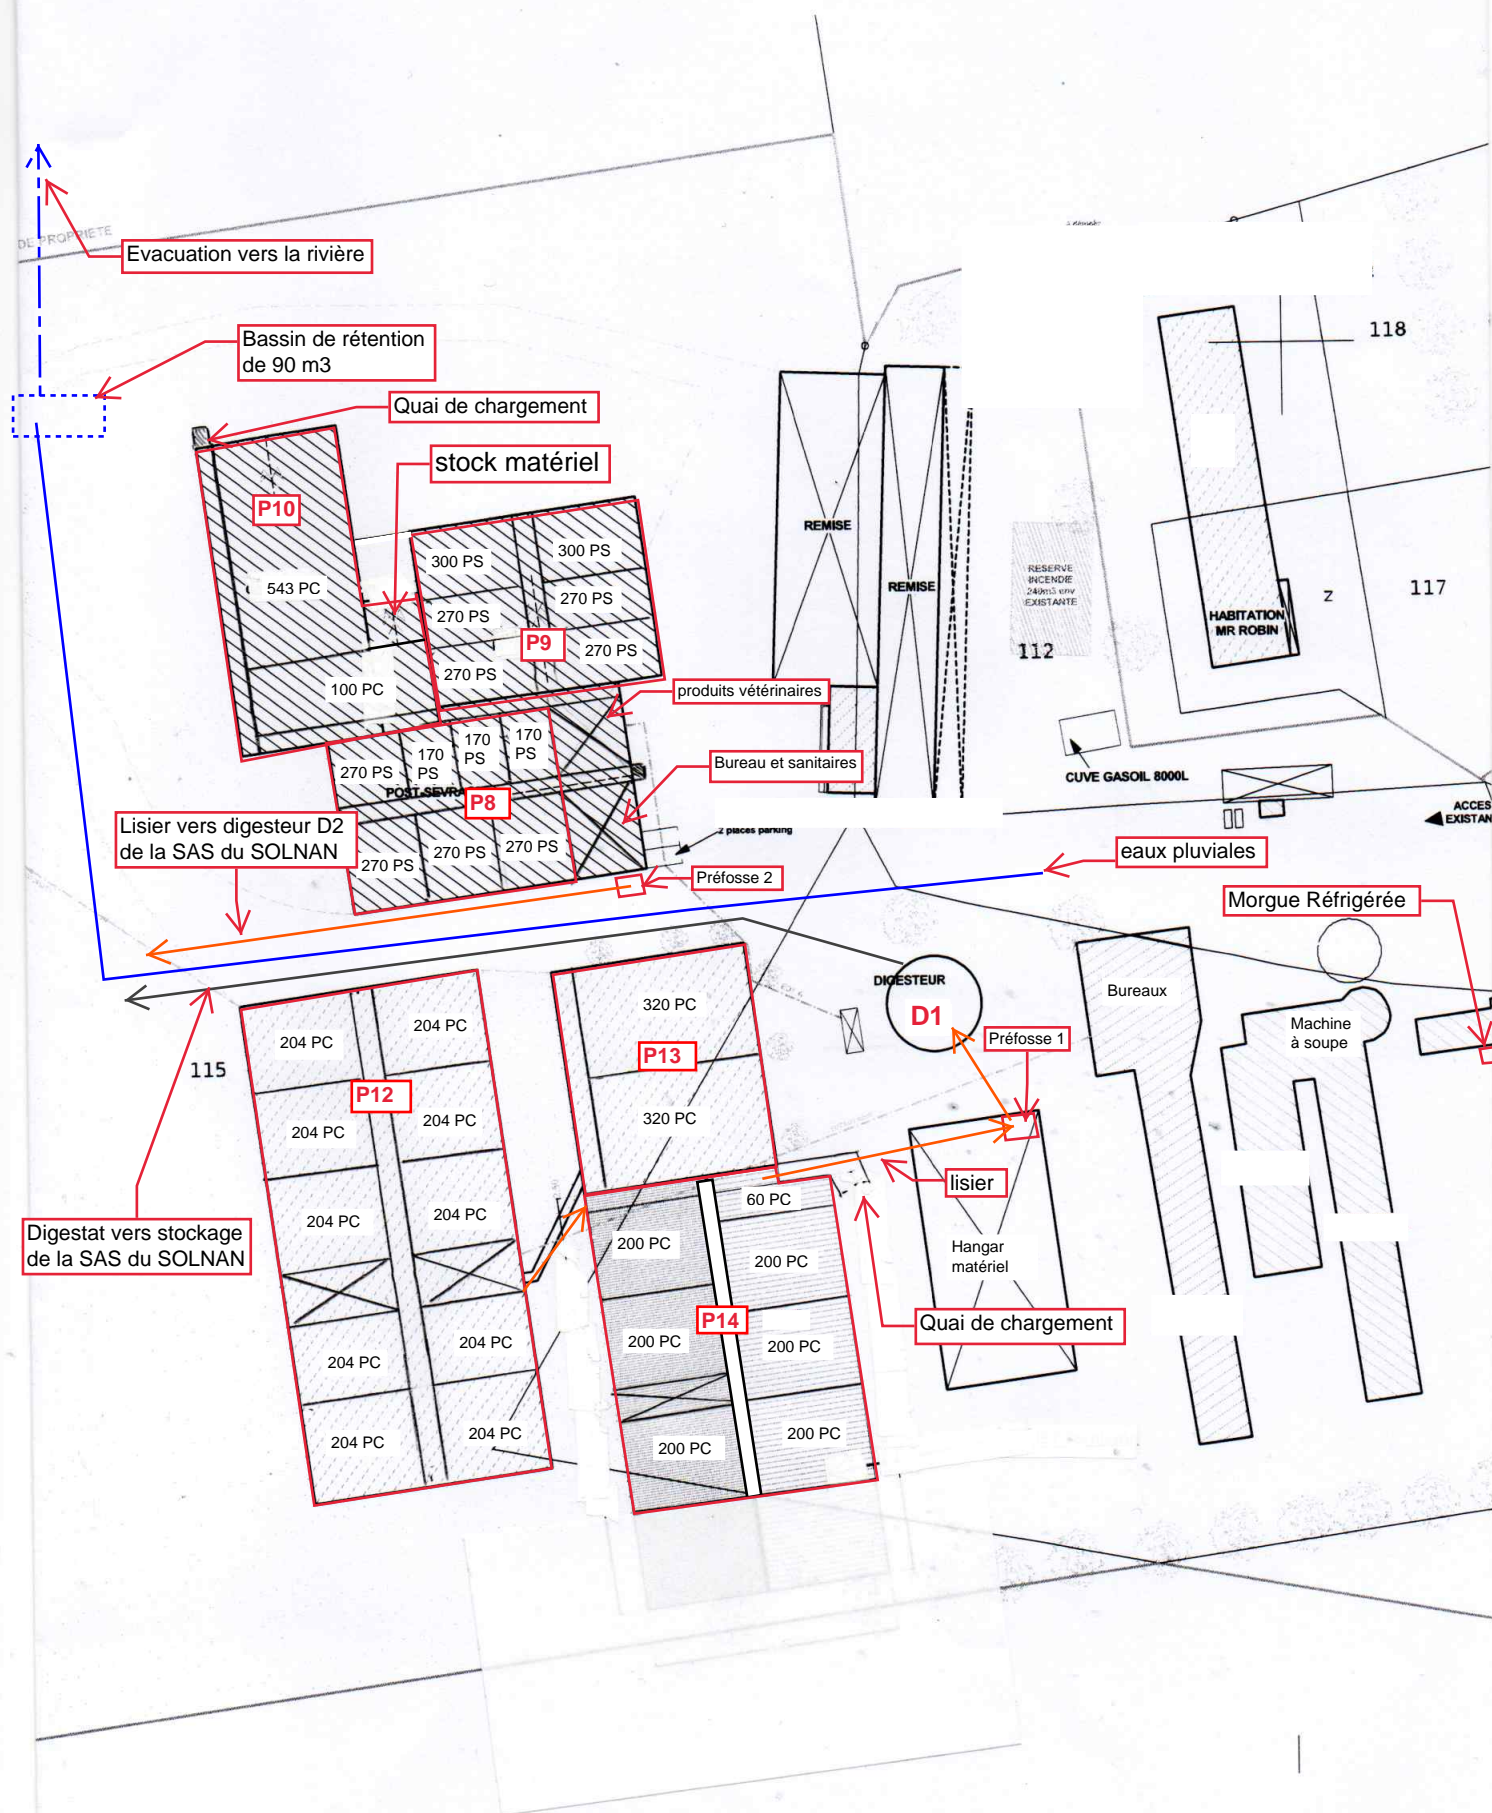 DE PROPRIETE
Evacuation vers la rivière
Bassin de rétention
de 90 m3
118
Quai de chargement
stock matériel
P10
REMISE
300 PS
300 PS
RESERVE
INCENDIE
240m3 env
EXISTANTE
543 PC
270 PS
REMISE
117
Z
270 PS
HABITATION
MR ROBIN
P9
270 PS
112
270 PS
100 PC
produits vétérinaires
170
PS
170
PS
170
PS
270 PS
Bureau et sanitaires
CUVE GASOIL 8000L
P8
ACCES
EXISTAN
Lisier vers digesteur D2
de la SAS du SOLNAN
2 places parking
270 PS
270 PS
270 PS
eaux pluviales
Préfosse 2
Morgue Réfrigérée
DIGESTEUR
D1
Bureaux
320 PC
204 PC
204 PC
Machine
à soupe
Préfosse 1
P13
115
P12
320 PC
204 PC
204 PC
lisier
60 PC
204 PC
204 PC
Digestat vers stockage
de la SAS du SOLNAN
200 PC
200 PC
Hangar
matériel
P14
Quai de chargement
200 PC
200 PC
204 PC
204 PC
204 PC
204 PC
200 PC
200 PC